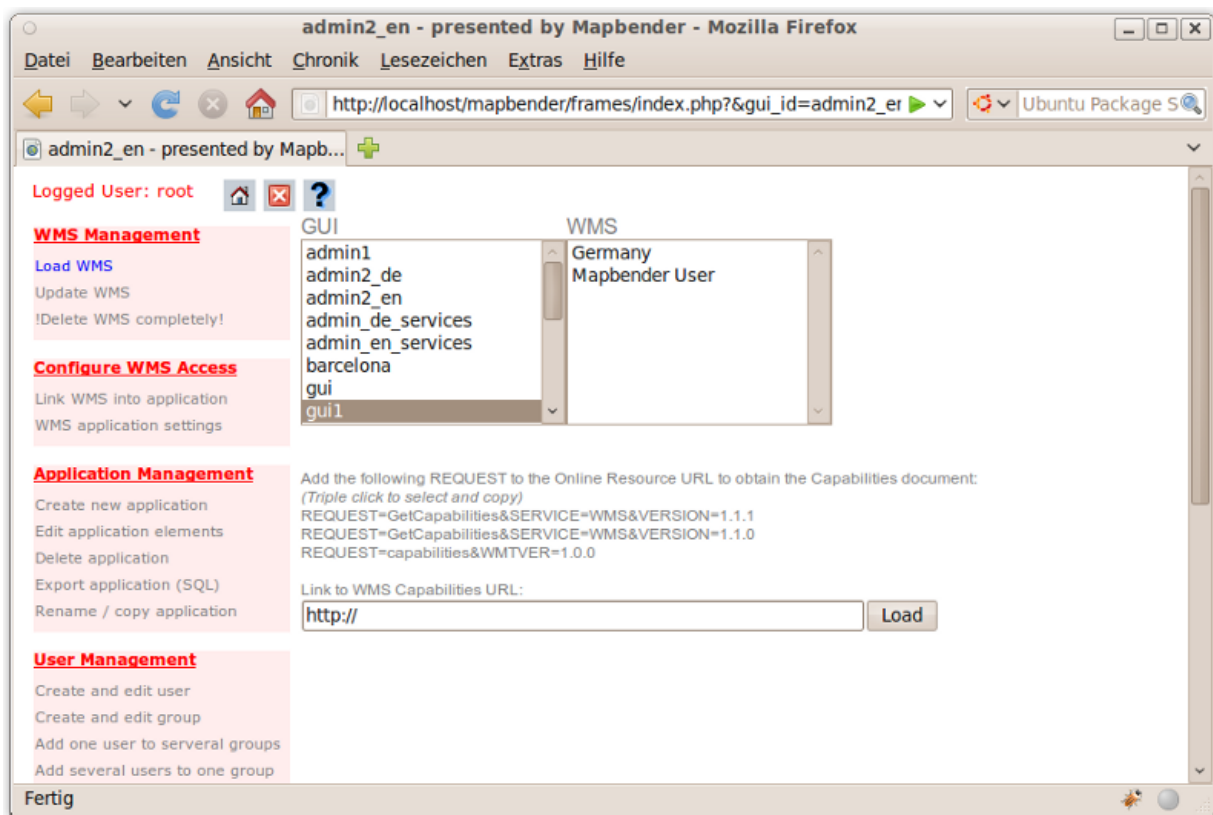 admin2_en - presented by Mapbender - Mozilla Firefox
Datei Bearbeiten Ansicht Chronik Lesezeichen Extras Hilfe
http://localhost/mapbender/frames/index.php?&gui_id=admin2_er
Ubuntu Package S
admin2_en - presented by Mapb...
Logged User: root
WMS Management
Load WMS
Update WMS
!Delete WMS completely!
Configure WMS Access
Link WMS into application
WMS application settings
Application Management
Create new application
Edit application elements
Delete application
Export application (SQL)
Rename / copy application
User Management
Create and edit user
Create and edit group
Add one user to serveral groups
Add several users to one group
GUI
admin1
admin2_de
admin2_en
admin_de_services
admin_en_services
barcelona
gui
gui1
WMS
Germany
Mapbender User
Add the following REQUEST to the Online Resource URL to obtain the Capabilities document:
(Triple click to select and copy)
REQUEST=GetCapabilities&SERVICE=WMS&VERSION=1.1.1
REQUEST=GetCapabilities&SERVICE=WMS&VERSION=1.1.0
REQUEST=capabilities&WMTVER=1.0.0
Link to WMS Capabilities URL:
http://
Load
Fertig